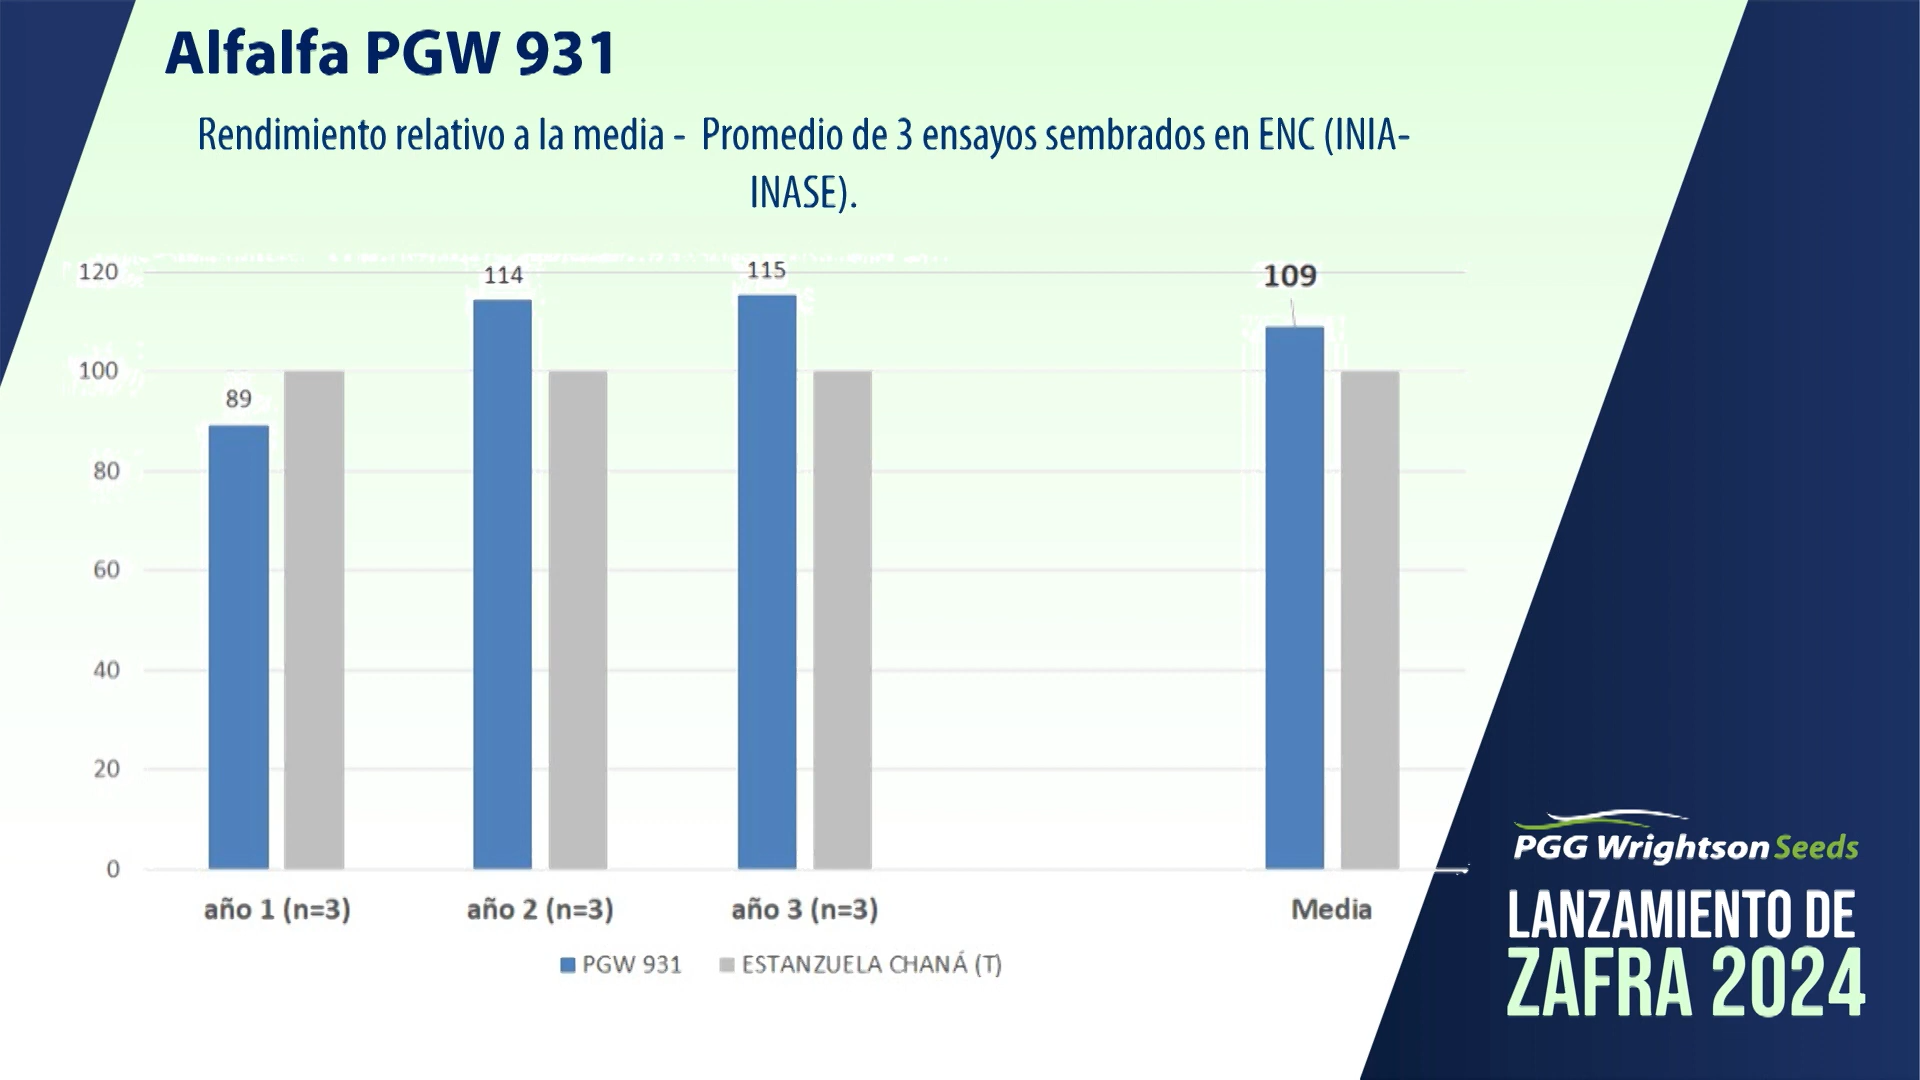 Alfalfa PGW 931
Rendimiento relativo a la media - Promedio de 3 ensayos sembrados en ENC (INIA-
INASE).
120
100
80
60
40
20
0
89
114
115
109
año 1 (n=3)
año 2 (n=3)
año 3 (n=3)
Media
PGW 931
ESTANZUELA CHANÁ (T)
PGG Wrightson Seeds
LANZAMIENTO DE
ZAFRA 2024